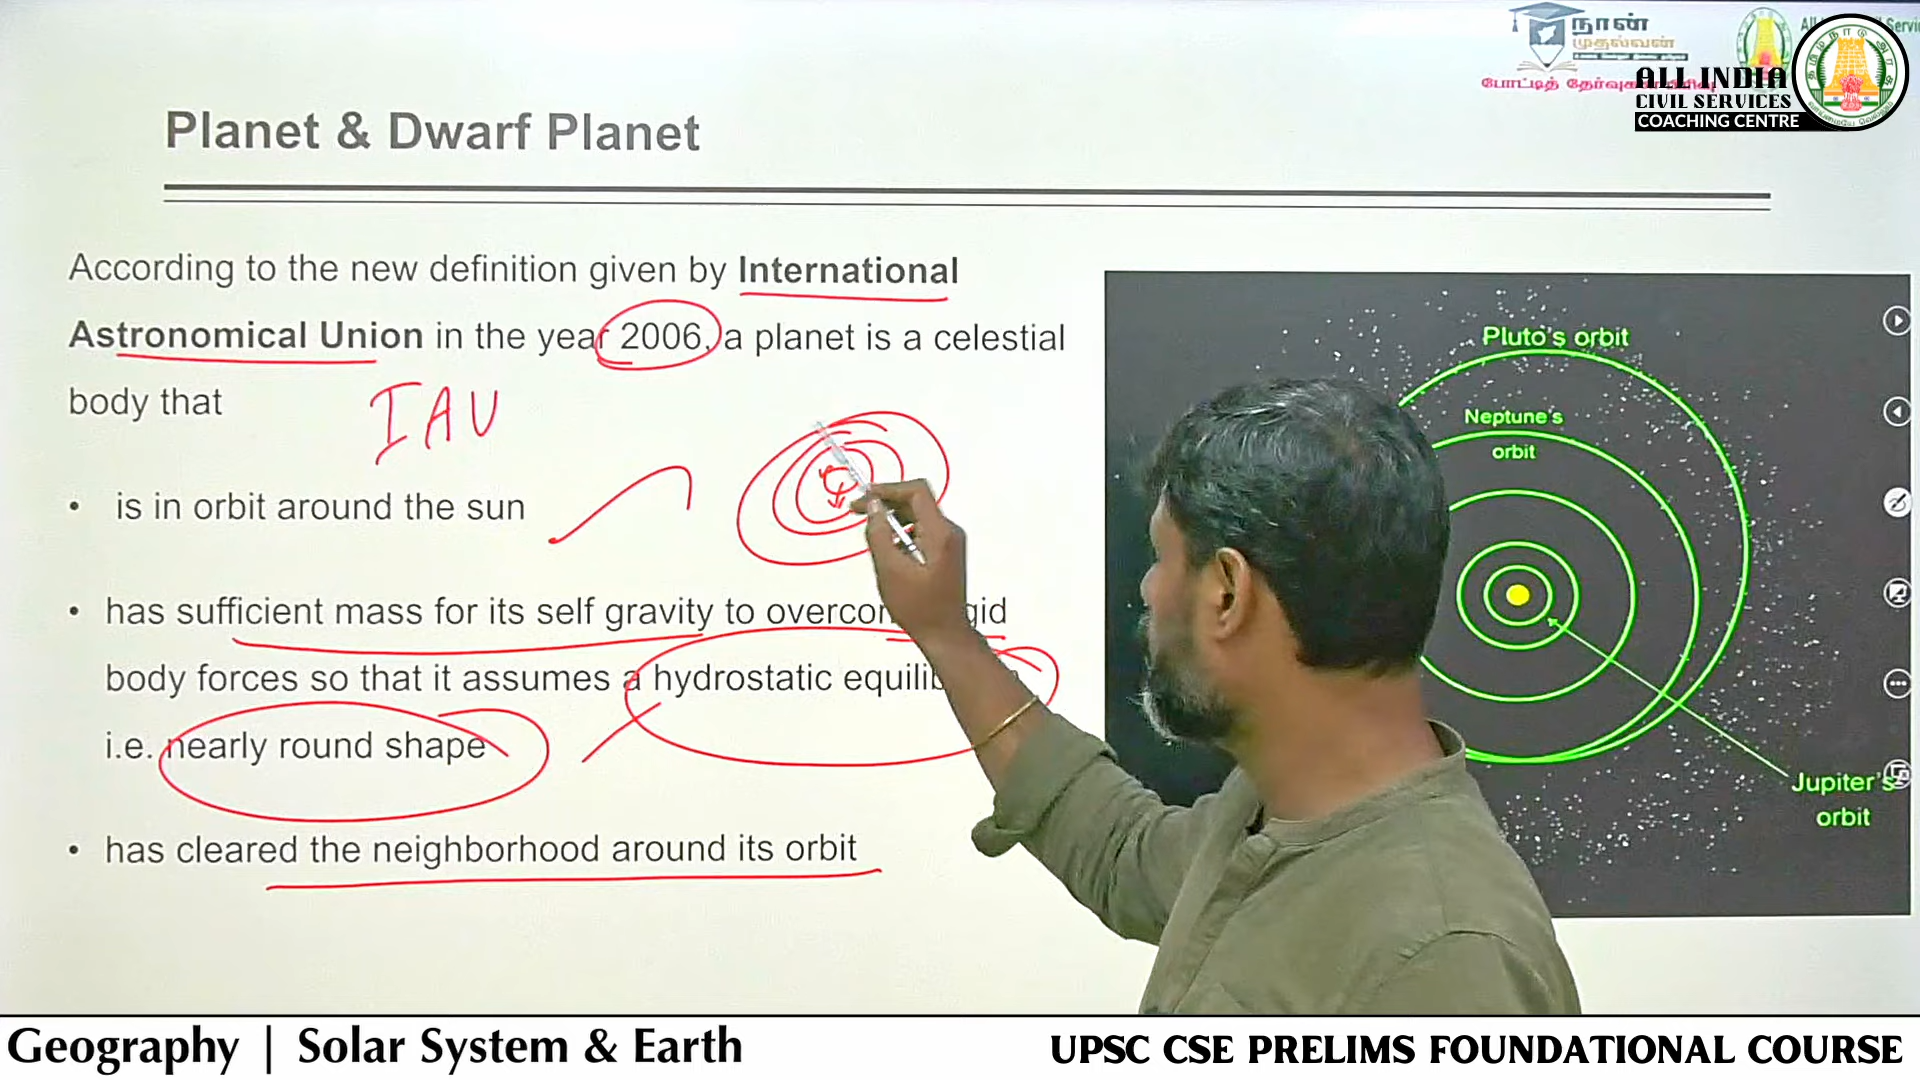 நான்
முதல்வன்
ALL INDIA
CIVIL SERVICES
COACHING CENTRE
Planet & Dwarf Planet
According to the new definition given by International
Astronomical Union in the year 2006, a planet is a celestial
body that
IAU
• is in orbit around the sun
• has sufficient mass for its self gravity to
body forces so that it assumes a hydrostatic
i.e. nearly round shape
• has cleared the neighborhood around its orbit
Pluto's orbit
Neptune's
orbit
Jupiter's
orbit
Geography | Solar System & Earth
UPSC CSE PRELIMS FOUNDATIONAL COURSE